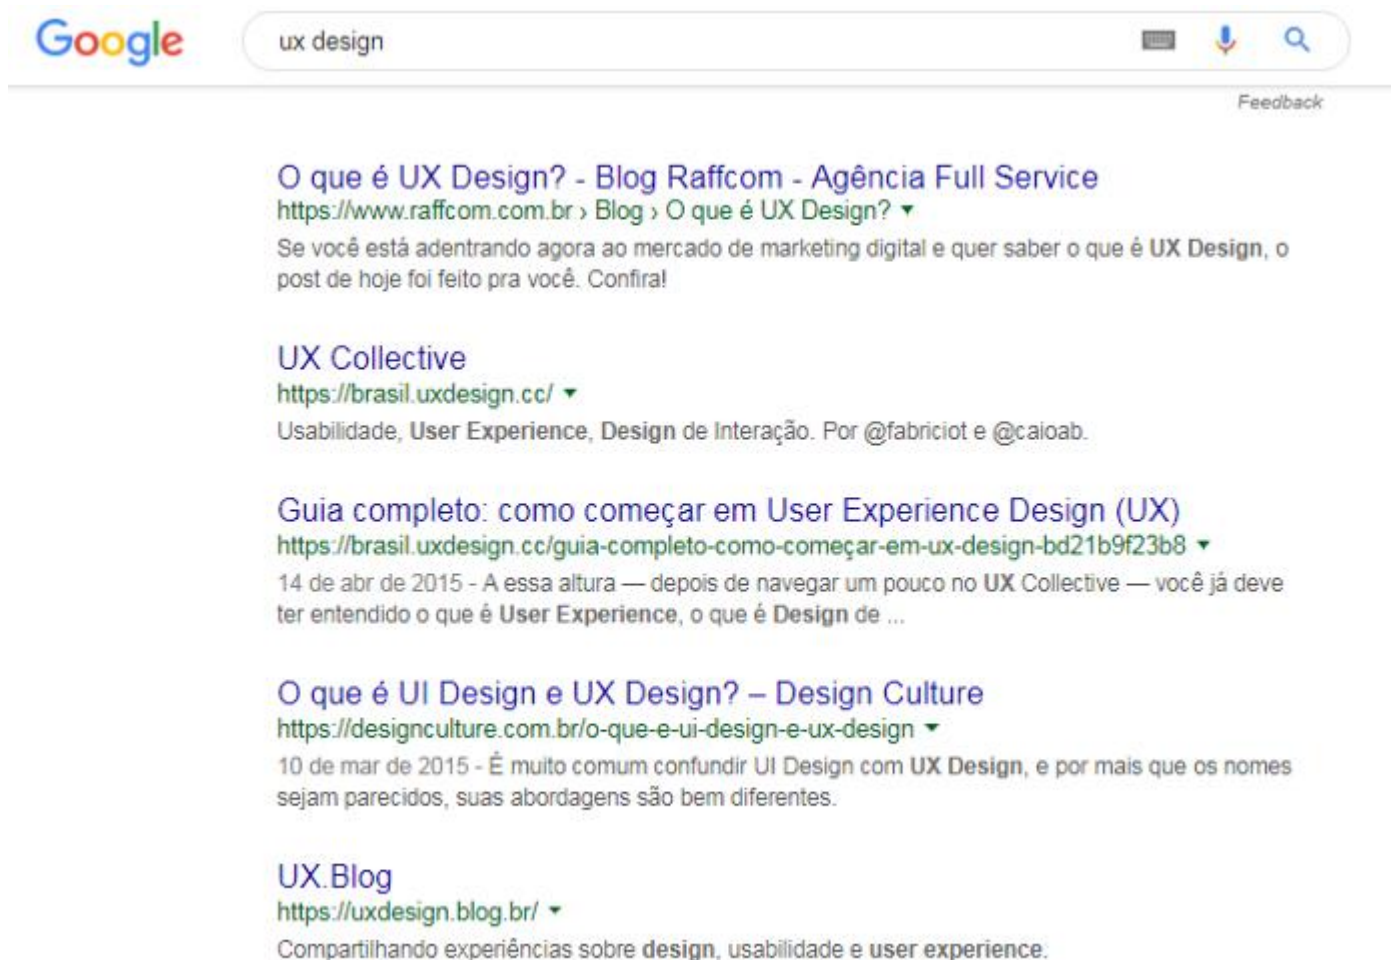 Google
ux design
Feedback
O que é UX Design? - Blog Raffcom - Agência Full Service
https://www.raffcom.com.br › Blog › O que é UX Design? ▼
Se você está adentrando agora ao mercado de marketing digital e quer saber o que é UX Design, o
post de hoje foi feito pra você. Confira!
UX Collective
https://brasil.uxdesign.cc/ ▼
Usabilidade, User Experience, Design de Interação. Por @fabriciot e @caioab.
Guia completo: como começar em User Experience Design (UX)
https://brasil.uxdesign.cc/guia-completo-como-começar-em-ux-design-bd21b9f23b8 ▼
14 de abr de 2015 - A essa altura — depois de navegar um pouco no UX Collective — você já deve
ter entendido o que é User Experience, o que é Design de ...
O que é UI Design e UX Design? – Design Culture
https://designculture.com.br/o-que-e-ui-design-e-ux-design ▼
10 de mar de 2015 - É muito comum confundir UI Design com UX Design, e por mais que os nomes
sejam parecidos, suas abordagens são bem diferentes.
UX.Blog
https://uxdesign.blog.br/ ▼
Compartilhando experiências sobre design, usabilidade e user experience.